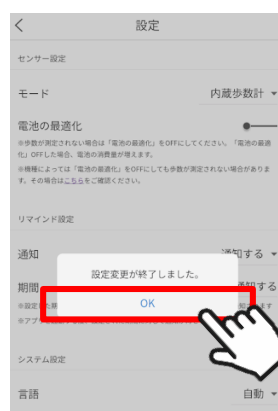 設定
センサー設定
モード
内蔵歩数計
電池の最適化
※歩数が測定されない場合は「電池の最適化」をOFFにしてください。「電池の最適
化」OFFした場合、電池の消費量が増えます。
※機種によっては「電池の最適化」をOFFにしても歩数が測定されない場合がありま
す。その場合はこちらをご確認ください。
リマインド設定
通知
通知する
設定変更が終了しました。
期間
通知する
OK
システム設定
言語
自動